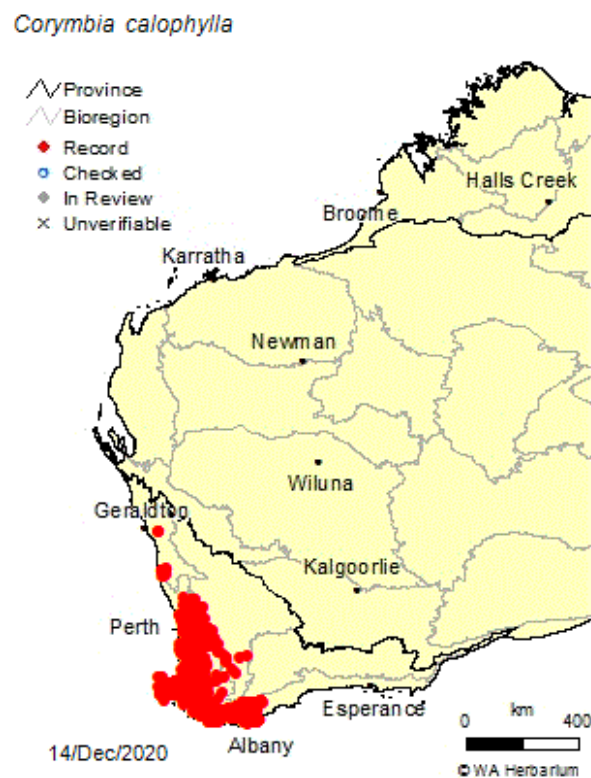 Corymbia calophylla
Province
Bioregion
Record
Checked
In Review
Unverifiable
Halls Creek
Broome
Karratha
Newman
Wiluna
Geraldton
Kalgoorlie
Perth
Esperance
km
0 400
Albany
14/Dec/2020
© WA Herbarium